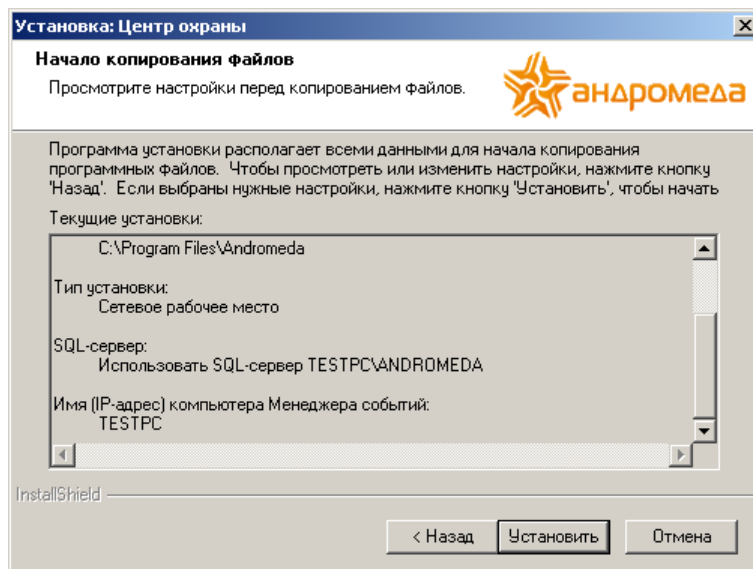 Установка: Центр охраны
Начало копирования файлов
Просмотрите настройки перед копированием файлов.
андромеда
Программа установки располагает всеми данными для начала копирования
программных файлов. Чтобы просмотреть или изменить настройки, нажмите кнопку
'Назад'. Если выбраны нужные настройки, нажмите кнопку 'Установить', чтобы начать
Текущие установки:
C:\Program Files\Andromeda
Тип установки:
Сетевое рабочее место
SQL-сервер:
Использовать SQL-сервер TESTPC\ANDROMEDA
Имя (IP-адрес) компьютера Менеджера событий:
TESTPC
InstallShield
< Назад
Установить
Отмена